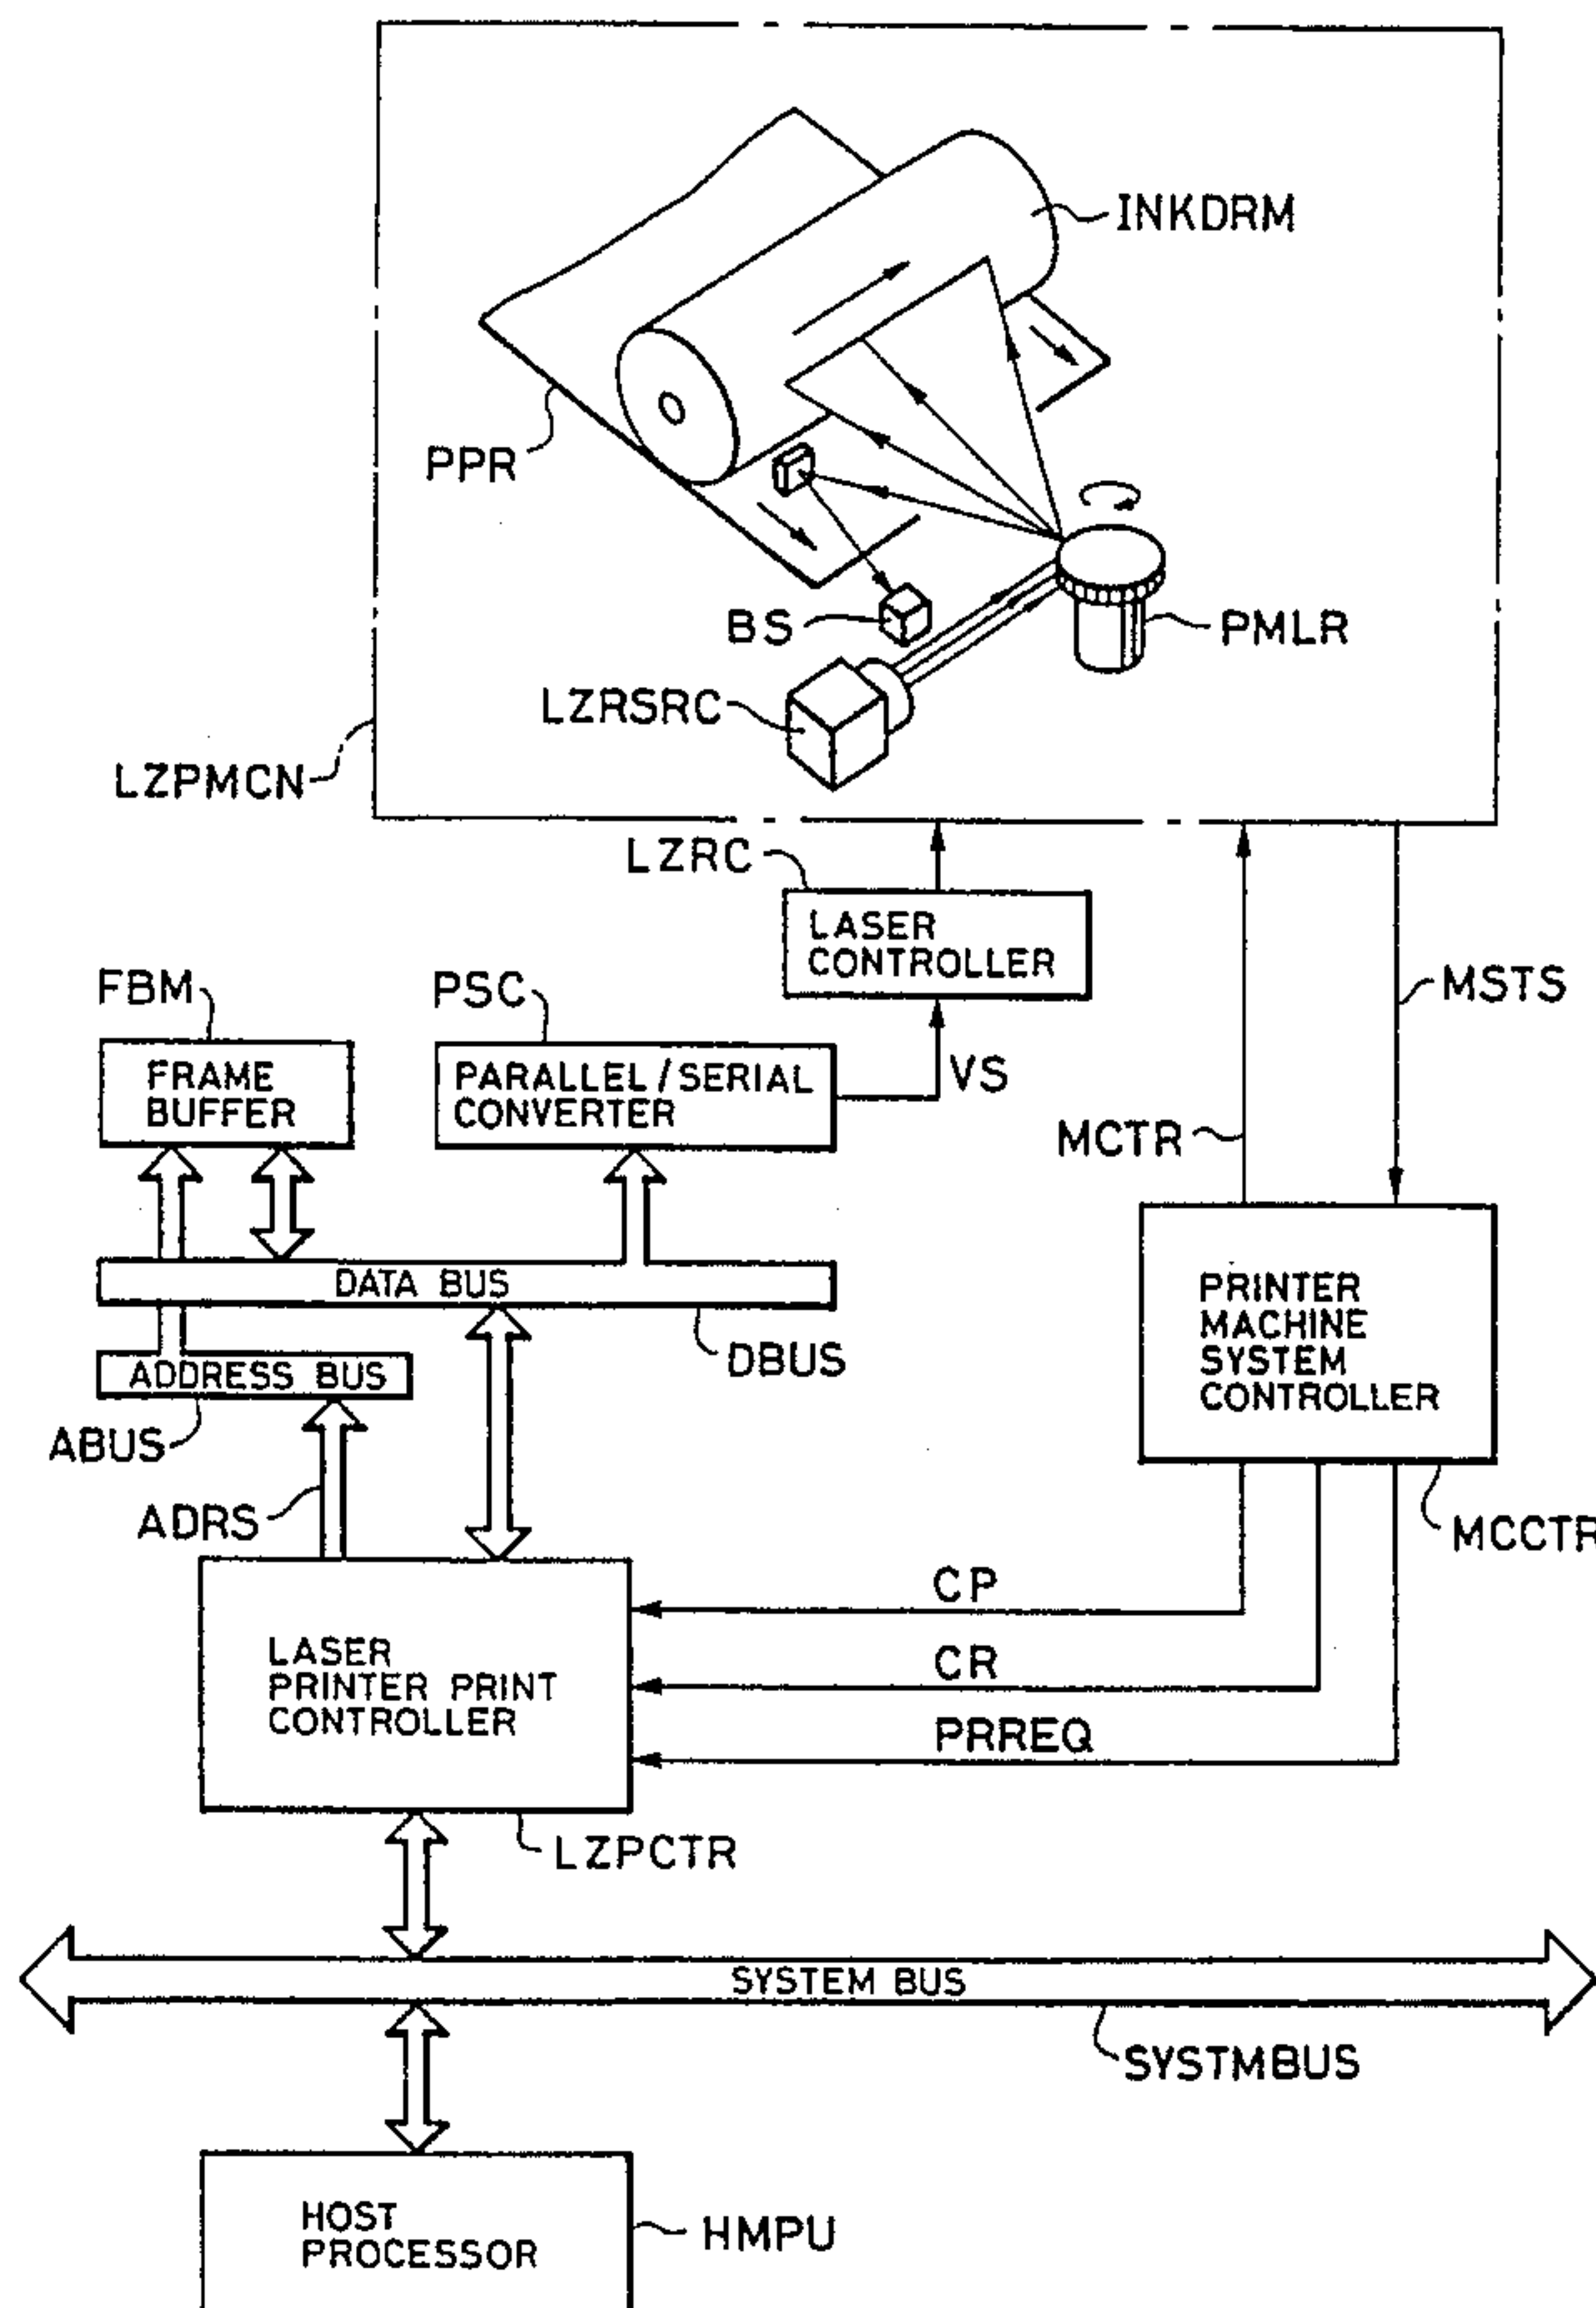 INKDRM
PPR
BS
PMLR
LZRSRC
LZPMCN
LZRC
LASER
CONTROLLER
FBM
PSC
MSTS
FRAME
BUFFER
PARALLEL/SERIAL
CONVERTER
VS
MCTR
DATA BUS
PRINTER
MACHINE
SYSTEM
CONTROLLER
DBUS
ADDRESS BUS
ABUS
ADRS
MCCTR
CP
LASER
PRINTER PRINT
CONTROLLER
CR
PRREQ
LZPCTR
SYSTEM BUS
SYSTMBUS
HOST
PROCESSOR
HMPU